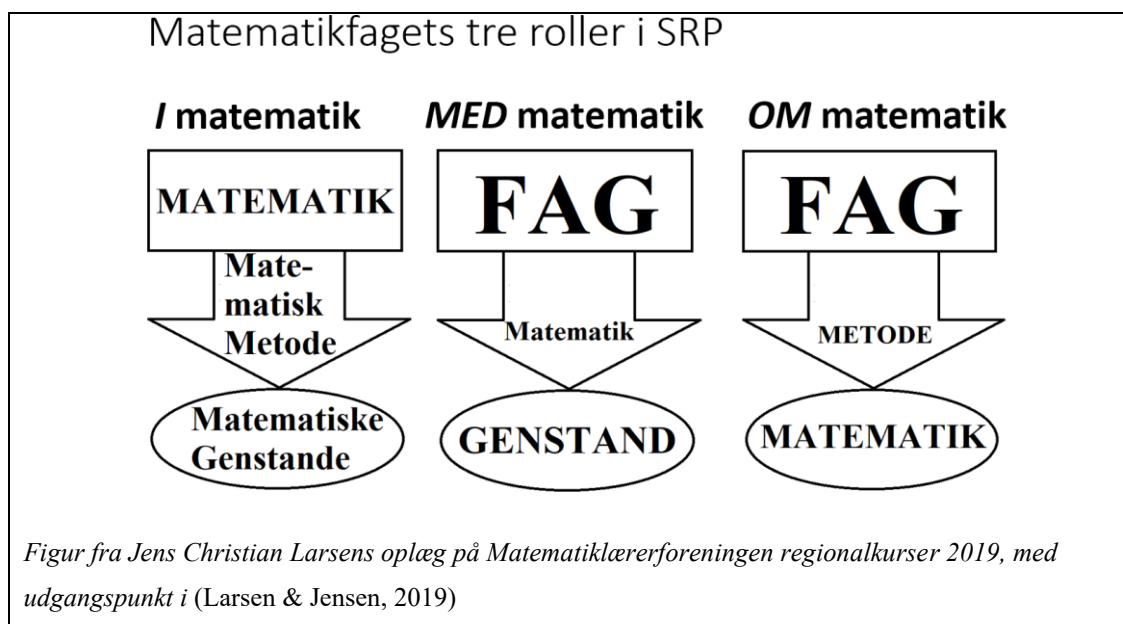 Matematikfagets tre roller i SRP
I matematik
MATEMATIK
Mate-
matisk
Metode
Matematiske
Genstande
MED matematik
FAG
Matematik
GENSTAND
OM matematik
FAG
METODE
MATEMATIK
Figur fra Jens Christian Larsens oplæg på Matematiklærerforeningen regionalkurser 2019, med
udgangspunkt i (Larsen & Jensen, 2019)